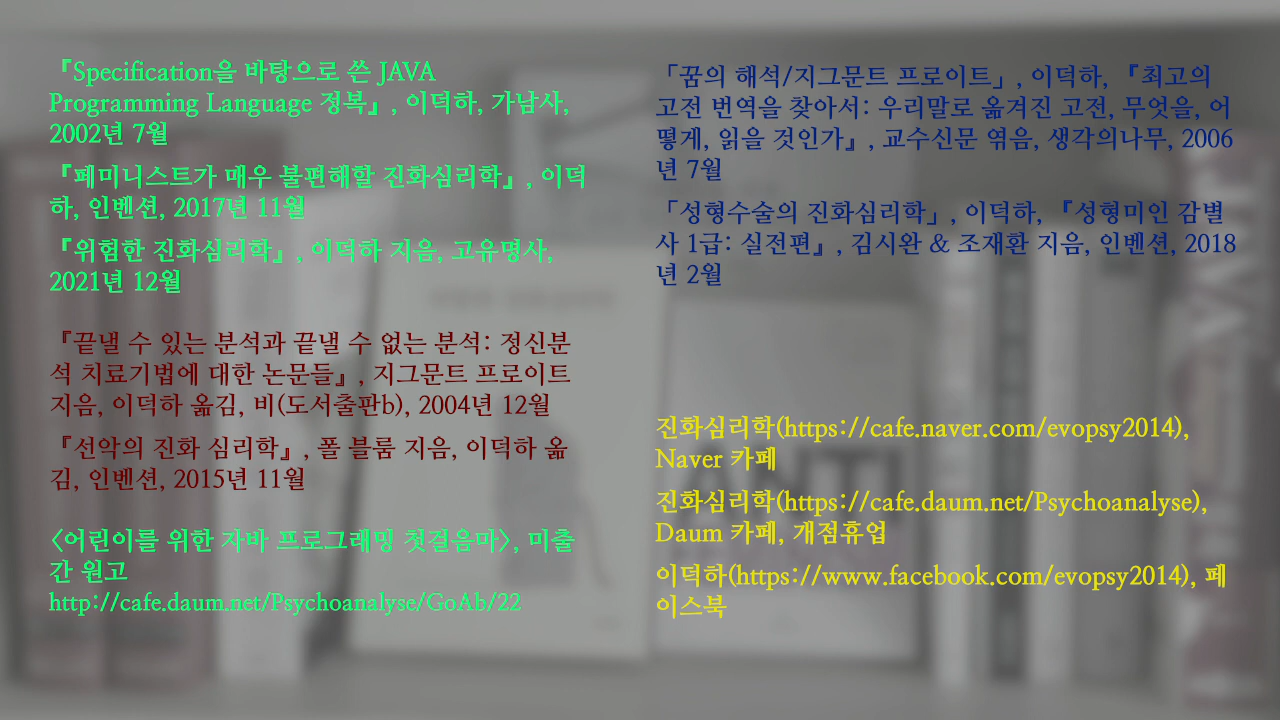 『Specification을 바탕으로 쓴 JAVA
Programming Language 정복』, 이덕하, 가남사,
2002년 7월
『페미니스트가 매우 불편해할 진화심리학』, 이덕
하, 인벤션, 2017년 11월
『위험한 진화심리학』, 이덕하 지음, 고유명사,
2021년 12월
『끝낼 수 있는 분석과 끝낼 수 없는 분석: 정신분
석 치료기법에 대한 논문들』, 지그문트 프로이트
지음, 이덕하 옮김, 비(도서출판b), 2004년 12월
『선악의 진화 심리학』, 폴 블룸 지음, 이덕하 옮
김, 인벤션, 2015년 11월
<어린이를 위한 자바 프로그래밍 첫걸음마>, 미출
간 원고
http://cafe.daum.net/Psychoanalyse/GoAb/22
「꿈의 해석/지그문트 프로이트」, 이덕하, 『최고의
고전 번역을 찾아서: 우리말로 옮겨진 고전, 무엇을, 어
떻게, 읽을 것인가』, 교수신문 엮음, 생각의나무, 2006
년 7월
「성형수술의 진화심리학」, 이덕하, 『성형미인 감별
사 1급: 실전편』, 김시완 & 조재환 지음, 인벤션, 2018
년 2월
진화심리학(https://cafe.naver.com/evopsy2014),
Naver 카페
진화심리학(https://cafe.daum.net/Psychoanalyse),
Daum 카페, 개점휴업
이덕하(https://www.facebook.com/evopsy2014), 페
이스북